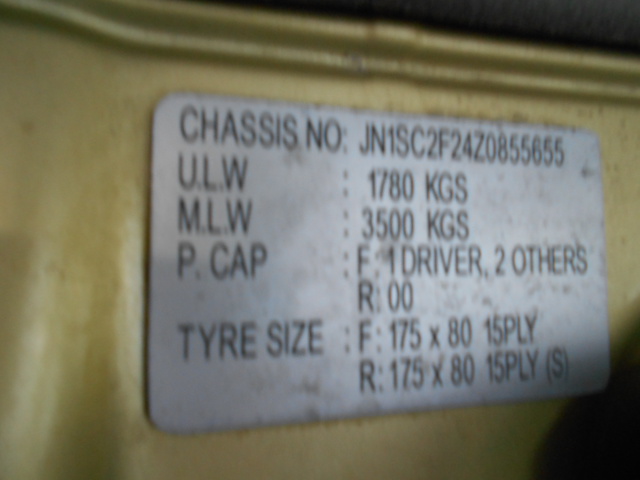 CHASSIS NO: JN1SC2F24Z0855655
U.L.W : 1780 KGS
M.L.W : 3500 KGS
P. CAP : F: 1 DRIVER, 2 OTHERS
R: 00
TYRE SIZE : F: 175 x 80 15PLY
R: 175 x 80 15PLY (S)